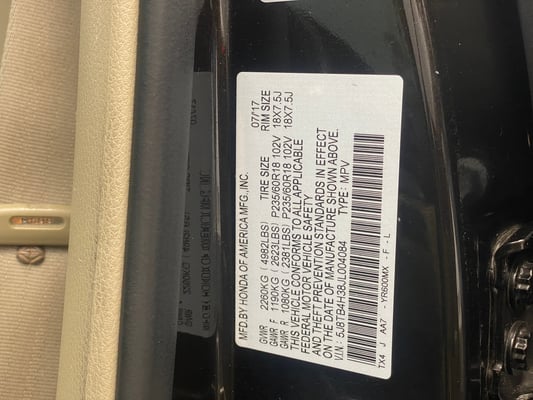 MFD.BY HONDA OF AMERICA MFG., INC. 07/17
TIRE SIZE RIM SIZE
GVWR 2260KG (4982LBS)
GAWR F 1190KG (2623LBS) P235/60R18 102V 18X7.5J
GAWR R 1080KG (2381LBS) P235/60R18 102V 18X7.5J
THIS VEHICLE CONFORMS TO ALL APPLICABLE
FEDERAL MOTOR VEHICLE SAFETY
AND THEFT PREVENTION STANDARDS IN EFFECT
ON THE DATE OF MANUFACTURE SHOWN ABOVE.
V.I.N.: 5J8TB4H38JL004084 TYPE: MPV
TX4 J AA7 - YR600MX - F - L